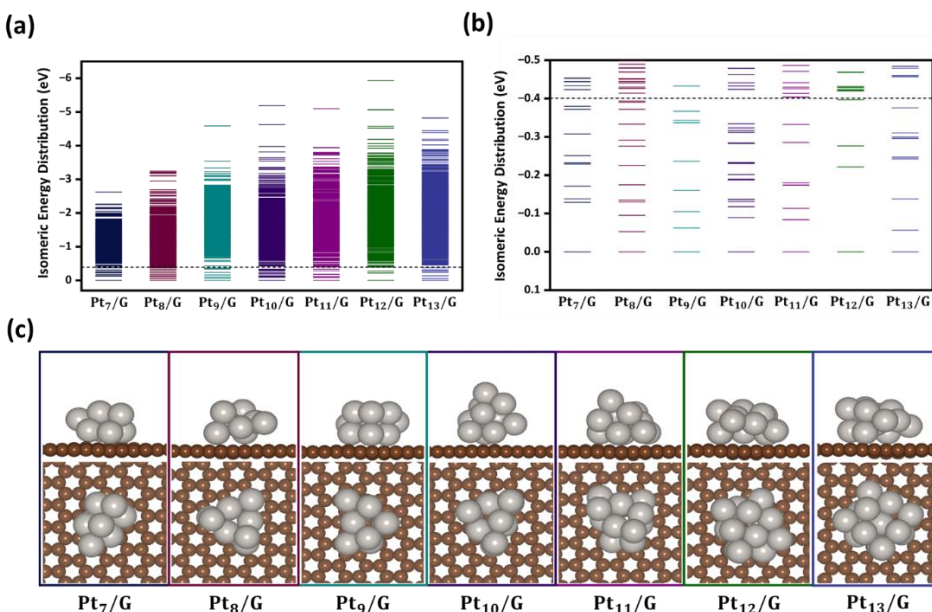 (a)
Isomeric Energy Distribution (eV)
−6
−5
−4
−3
−2
−1
0
Pt7/G Pt8/G Pt9/G Pt10/G Pt11/G Pt12/G Pt13/G
(b)
Isomeric Energy Distribution (eV)
−0.5
−0.4
−0.3
−0.2
−0.1
0.0
0.1
Pt7/G Pt8/G Pt9/G Pt10/G Pt11/G Pt12/G Pt13/G
(c)
Pt7/G Pt8/G Pt9/G Pt10/G Pt11/G Pt12/G Pt13/G